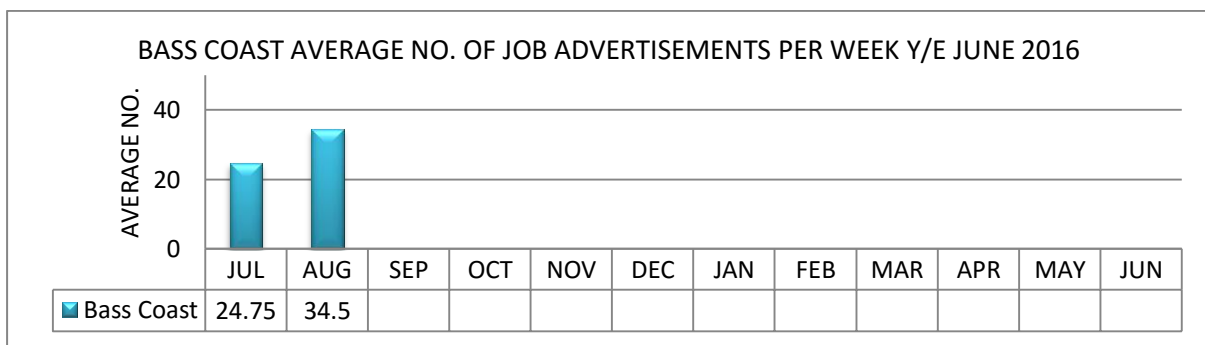 BASS COAST AVERAGE NO. OF JOB ADVERTISEMENTS PER WEEK Y/E JUNE 2016
AVERAGE NO.
40
20
0
JUL AUG SEP OCT NOV DEC JAN FEB MAR APR MAY JUN
Bass Coast 24.75 34.5